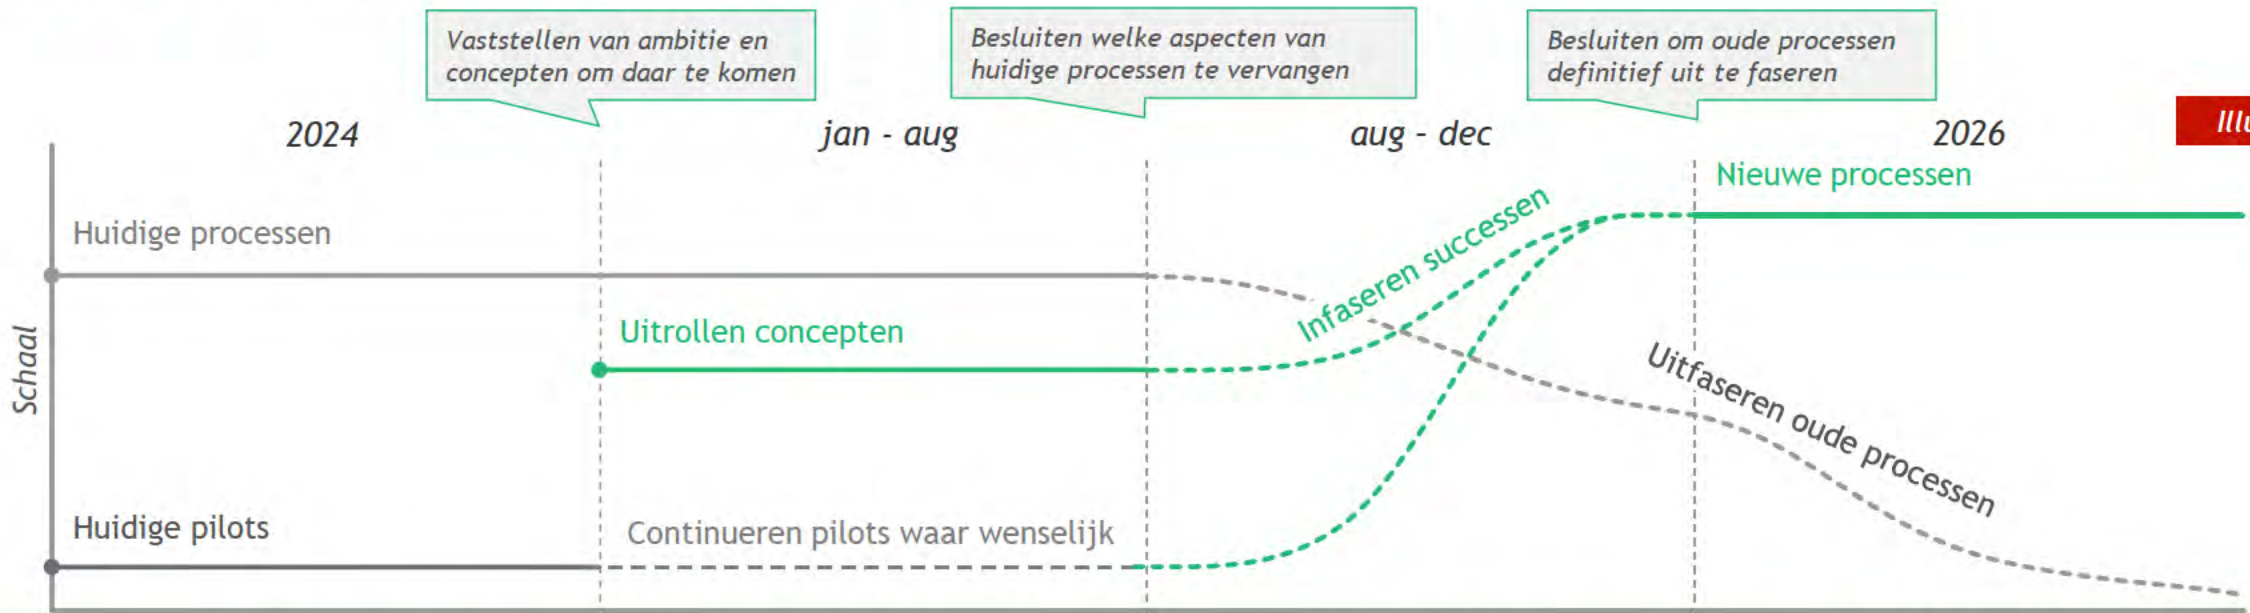 Vaststellen van ambitie en
concepten om daar te komen
Besluiten welke aspecten van
huidige processen te vervangen
Besluiten om oude processen
definitief uit te faseren
2024
jan - aug
aug - dec
2026
Nieuwe processen
Huidige processen
Infaseren successen
Uitrollen concepten
Schaal
Uitfaseren oude processen
Huidige pilots
Continueren pilots waar wenselijk